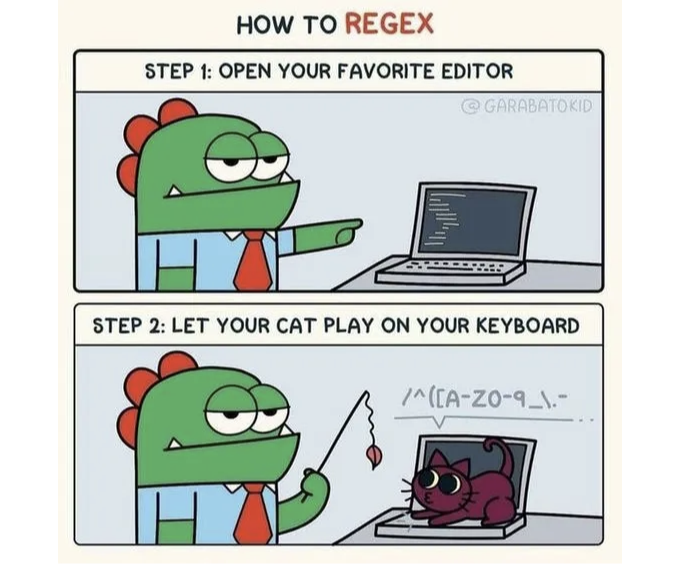 HOW TO REGEX
STEP 1: OPEN YOUR FAVORITE EDITOR
@GARABATOKID
STEP 2: LET YOUR CAT PLAY ON YOUR KEYBOARD
/^([A-Z0-9_\.-